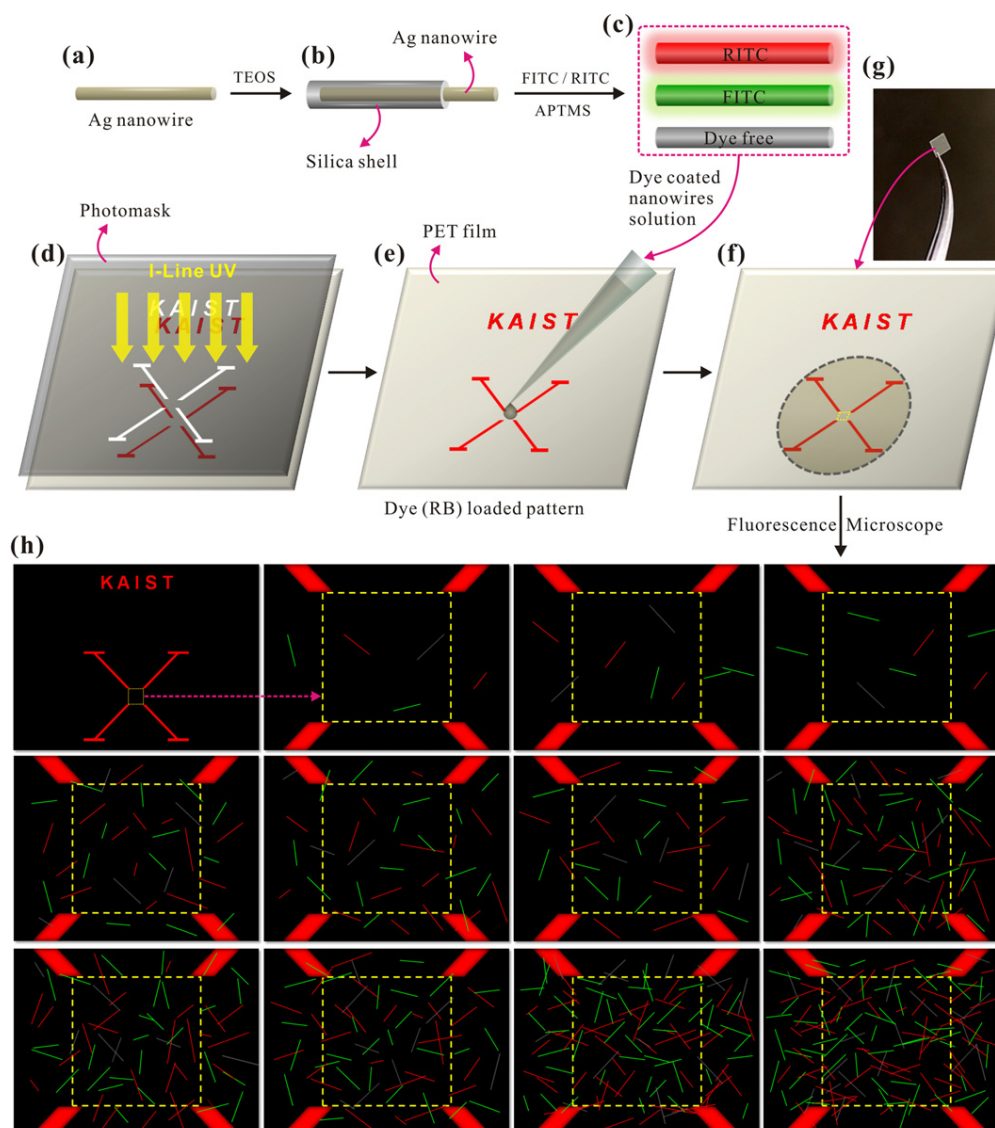 (a)
TEOS
Ag nanowire
(b)
Ag nanowire
Silica shell
FITC / RITC
APTMS
(c)
RITC
FITC
Dye free
Dye coated
nanowires
solution
(g)
Photomask
(d)
I-Line UV
KAIST
KAIST
PET film
(e)
KAIST
Dye (RB) loaded pattern
(f)
KAIST
Fluorescence Microscope
(h)
KAIST